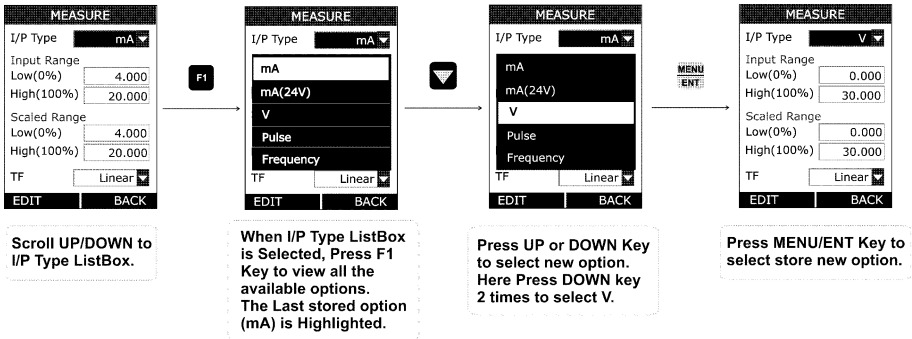 MEASURE
I/P Type mA
Input Range
Low(0%) 4.000
High(100%) 20.000
Scaled Range
Low(0%) 4.000
High(100%) 20.000
TF Linear
EDIT BACK
Scroll UP/DOWN to
I/P Type ListBox.
F1
MEASURE
I/P Type mA
mA
mA(24V)
V
Pulse
Frequency
TF Linear
EDIT BACK
When I/P Type ListBox
is Selected, Press F1
Key to view all the
available options.
The Last stored option
(mA) is Highlighted.
MEASURE
I/P Type mA
mA
mA(24V)
V
Pulse
Frequency
TF Linear
EDIT BACK
Press UP or DOWN Key
to select new option.
Here Press DOWN key
2 times to select V.
MENU
ENT
MEASURE
I/P Type V
Input Range
Low(0%) 0.000
High(100%) 30.000
Scaled Range
Low(0%) 0.000
High(100%) 30.000
TF Linear
EDIT BACK
Press MENU/ENT Key to
select store new option.